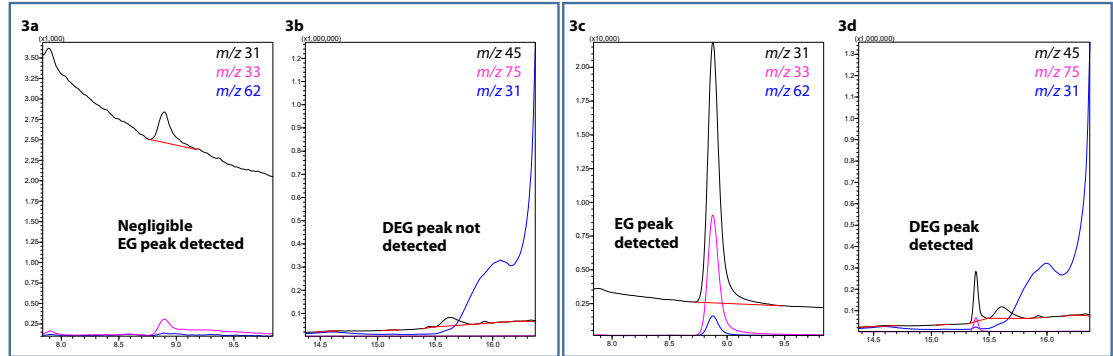 3a
(x1,000)
m/z 31
m/z 33
m/z 62
3.50
3.25
3.00
2.75
2.50
2.25
2.00
1.75
1.50
1.25
1.00
0.75
0.50
0.25
Negligible
EG peak detected
8.0
8.5
9.0
9.5
3b
(x1,000,000)
m/z 45
m/z 75
m/z 31
1.2
1.1
1.0
0.9
0.8
0.7
0.6
0.5
0.4
0.3
0.2
0.1
DEG peak not
detected
14.5
15.0
15.5
16.0
3c
(x10,000)
m/z 31
m/z 33
m/z 62
2.00
1.75
1.50
1.25
1.00
0.75
0.50
0.25
EG peak
detected
8.0
8.5
9.0
9.5
3d
(x1,000,000)
m/z 45
m/z 75
m/z 31
1.3
1.2
1.1
1.0
0.9
0.8
0.7
0.6
0.5
0.4
0.3
0.2
0.1
DEG peak
detected
14.5
15.0
15.5
16.0